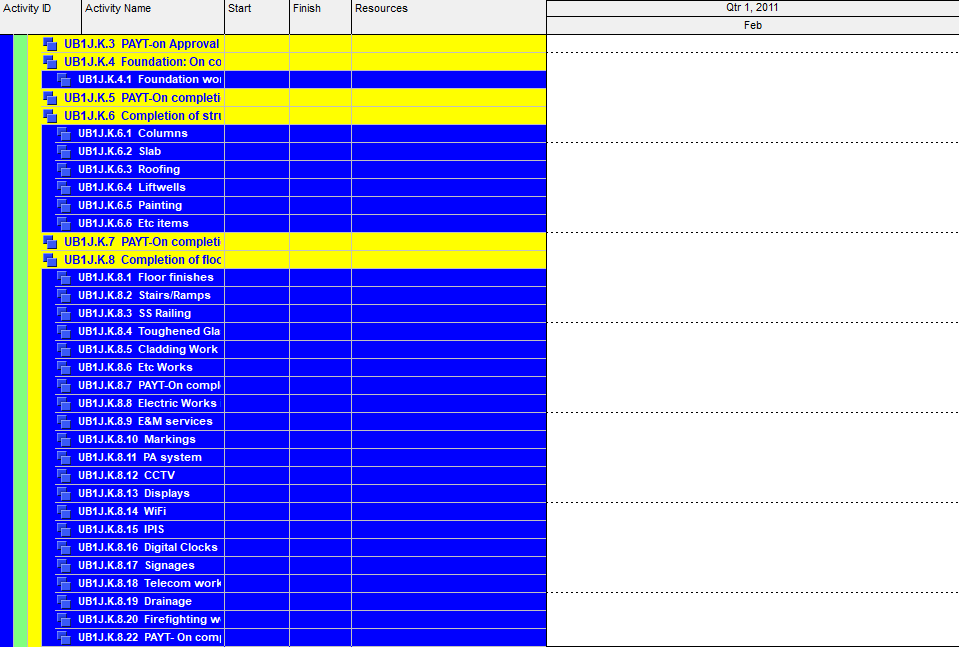 Activity ID Activity Name Start Finish Resources Qtr 1, 2011
Feb
UB1J.K.3 PAYT-on Approval
UB1J.K.4 Foundation: On co
UB1J.K.4.1 Foundation wor
UB1J.K.5 PAYT-On completi
UB1J.K.6 Completion of stru
UB1J.K.6.1 Columns
UB1J.K.6.2 Slab
UB1J.K.6.3 Roofing
UB1J.K.6.4 Liftwells
UB1J.K.6.5 Painting
UB1J.K.6.6 Etc items
UB1J.K.7 PAYT-On completi
UB1J.K.8 Completion of floo
UB1J.K.8.1 Floor finishes
UB1J.K.8.2 Stairs/Ramps
UB1J.K.8.3 SS Railing
UB1J.K.8.4 Toughened Gla
UB1J.K.8.5 Cladding Work
UB1J.K.8.6 Etc Works
UB1J.K.8.7 PAYT-On comple
UB1J.K.8.8 Electric Works
UB1J.K.8.9 E&M services
UB1J.K.8.10 Markings
UB1J.K.8.11 PA system
UB1J.K.8.12 CCTV
UB1J.K.8.13 Displays
UB1J.K.8.14 WiFi
UB1J.K.8.15 IPIS
UB1J.K.8.16 Digital Clocks
UB1J.K.8.17 Signages
UB1J.K.8.18 Telecom work
UB1J.K.8.19 Drainage
UB1J.K.8.20 Firefighting w
UB1J.K.8.22 PAYT- On comp